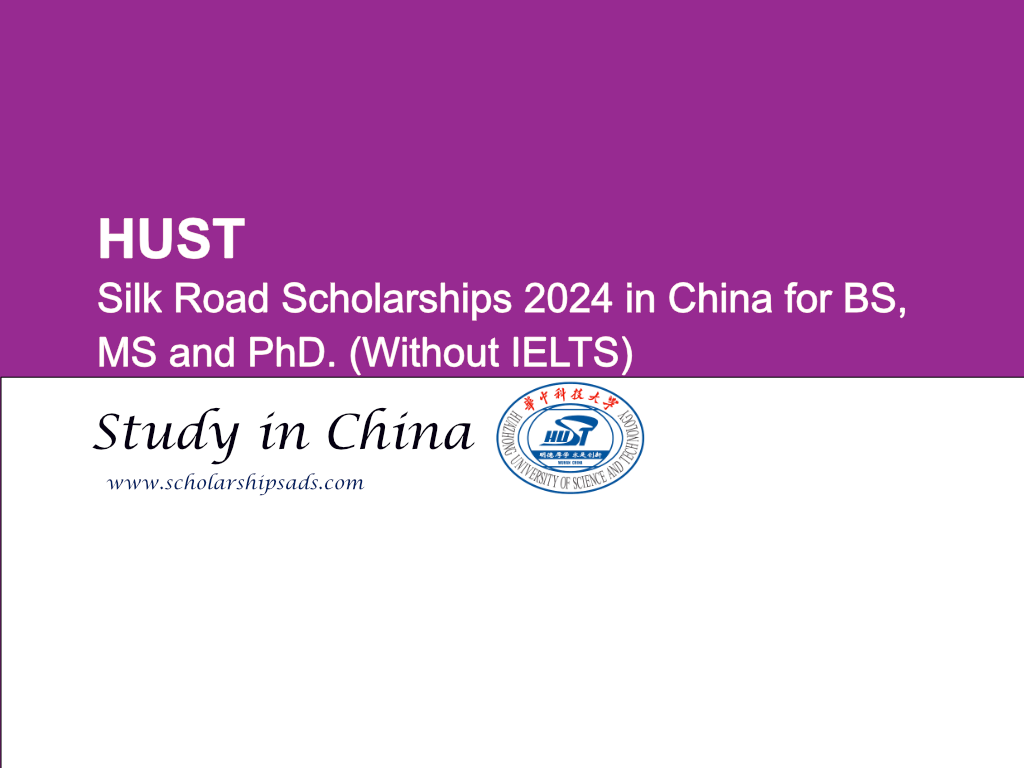 HUST
Silk Road Scholarships 2024 in China for BS,
MS and PhD. (Without IELTS)
Study in China
www.scholarshipsads.com
華中科技大学
HUST
明德厚学 求是创新
WUHAN CHINA
HUAZHONG UNIVERSITY OF SCIENCE AND TECHNOLOGY